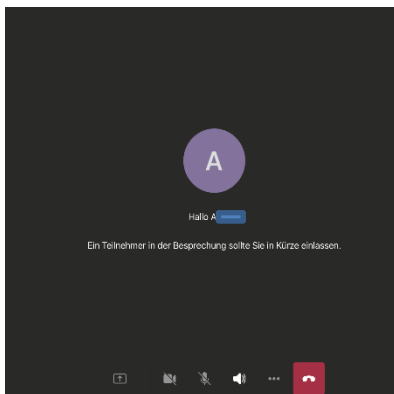 A
Hallo A
Ein Teilnehmer in der Besprechung sollte Sie in Kürze einlassen.